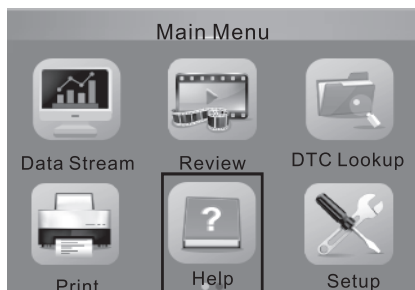 Main Menu
Data Stream
Review
DTC Lookup
?
Print
Help
Setup